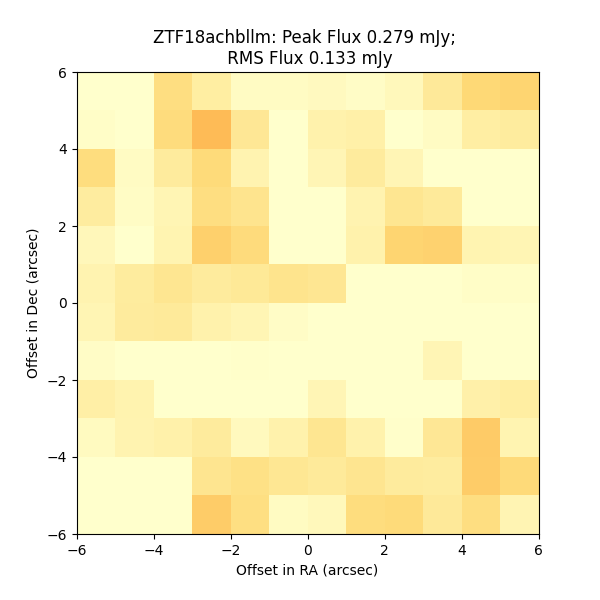 ZTF18achbllm: Peak Flux 0.279 mJy;
RMS Flux 0.133 mJy
6
4
2
0
−2
−4
−6
Offset in Dec (arcsec)
−6 −4 −2 0 2 4 6
Offset in RA (arcsec)